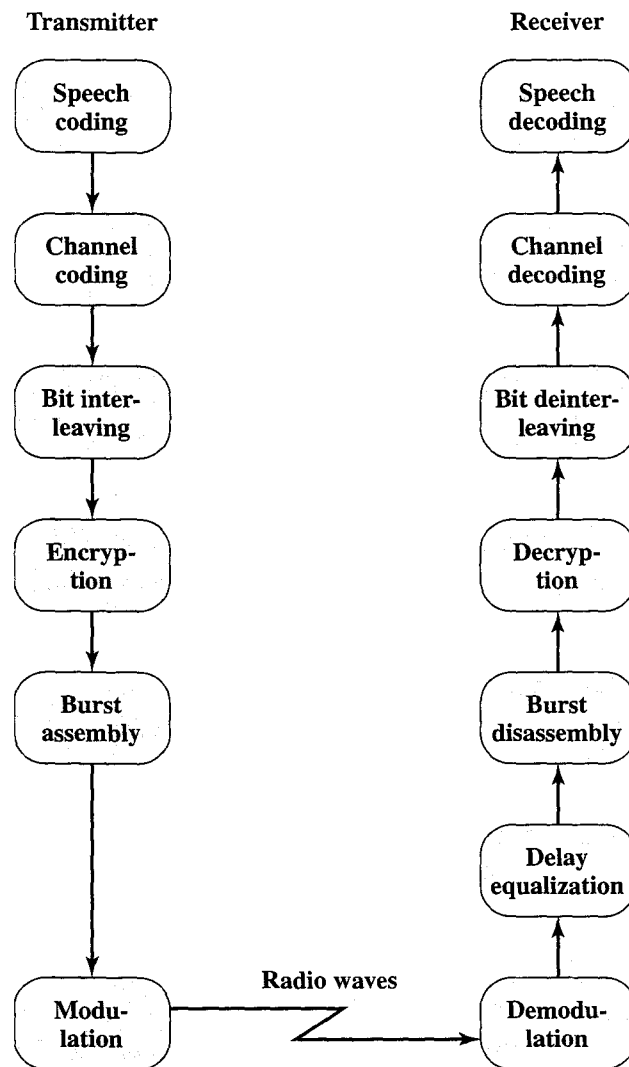 Transmitter
Speech
coding
Channel
coding
Bit inter-
leaving
Encryp-
tion
Burst
assembly
Modu-
lation
Radio waves
Receiver
Speech
decoding
Channel
decoding
Bit deinter-
leaving
Decryp-
tion
Burst
disassembly
Delay
equalization
Demodu-
lation